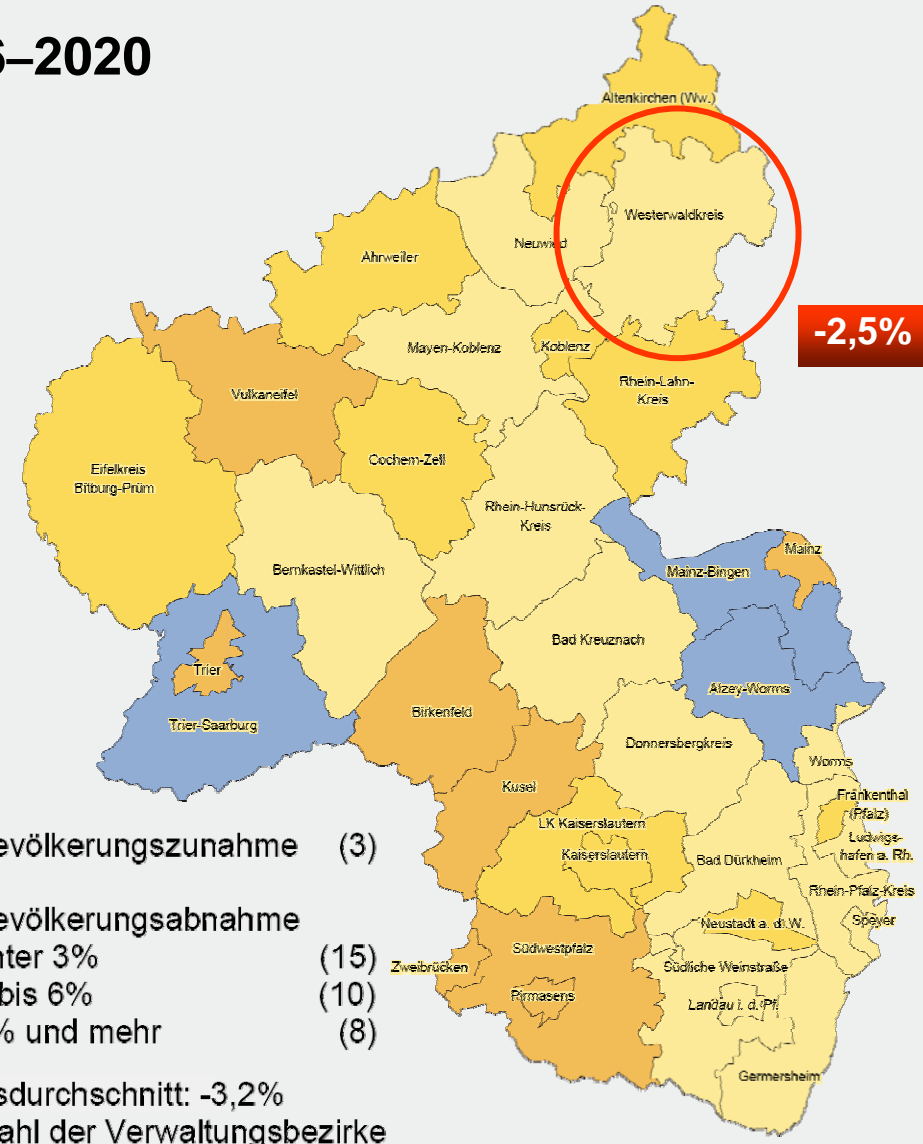 6–2020
Altenkirchen (Ww.)
Westerwaldkreis
Neuwied
Ahrweiler
-2,5%
Mayen-Koblenz
Koblenz
Rhein-Lahn-
Kreis
Vulkaneifel
Cochem-Zell
Eifelkreis
Bitburg-Prüm
Rhein-Hunsrück-
Kreis
Mainz
Bernkastel-Wittlich
Mainz-Bingen
Bad Kreuznach
Trier
Alzey-Worms
Birkenfeld
Trier-Saarburg
Donnersbergkreis
Worms
Kusel
Frankenthal
(Pfalz)
LK Kaiserslautern
Ludwigs-
hafen a. Rh.
Kaiserslautern
Bad Dürkheim
Rhein-Pfalz-Kreis
Neustadt a. d. W.
Speyer
Südwestpfalz
Zweibrücken
Südliche Weinstraße
Pirmasens
Landau i. d. Pf.
Germersheim
evölkerungszunahme (3)
evölkerungsabnahme
nter 3% (15)
bis 6% (10)
% und mehr (8)
sdurchschnitt: -3,2%
ahl der Verwaltungsbezirke